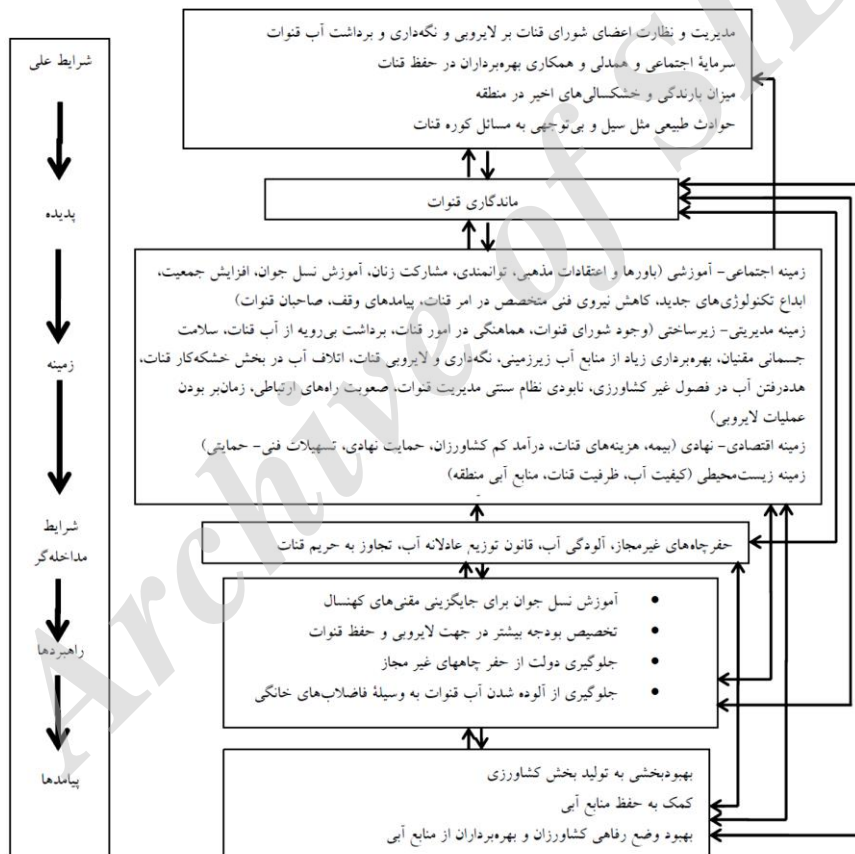 شرایط علی
پدیده
زمینه
شرایط
مداخله‌گر
راهبردها
پیامدها
مدیریت و نظارت اعضای شورای قنات بر لایروبی و نگه‌داری و برداشت آب قنوات
سرمایهٔ اجتماعی و همدلی و همکاری بهره‌برداران در حفظ قنات
میزان بارندگی و خشکسالی‌های اخیر در منطقه
حوادث طبیعی مثل سیل و بی‌توجهی به مسائل کوره قنات
ماندگاری قنوات
زمینه اجتماعی- آموزشی (باورها و اعتقادات مذهبی، توانمندی، مشارکت زنان، آموزش نسل جوان، افزایش جمعیت،
ابداع تکنولوژی‌های جدید، کاهش نیروی فنی متخصص در امر قنات، پیامدهای وقف، صاحبان قنوات)
زمینه مدیریتی- زیرساختی (وجود شورای قنوات، هماهنگی در امور قنات، برداشت بی‌رویه از آب قنات، سلامت
جسمانی مقنیان، بهره‌برداری زیاد از منابع آب زیرزمینی، نگه‌داری و لایروبی قنات، اتلاف آب در بخش خشکه‌کار قنات،
هدررفتن آب در فصول غیر کشاورزی، نابودی نظام سنتی مدیریت قنوات، صعوبت راه‌های ارتباطی، زمان‌بر بودن
عملیات لایروبی)
زمینه اقتصادی- نهادی (بیمه، هزینه‌های قنات، درآمد کم کشاورزان، حمایت نهادی، تسهیلات فنی- حمایتی)
زمینه زیست‌محیطی (کیفیت آب، ظرفیت قنات، منابع آبی منطقه)
حفرچاه‌های غیرمجاز، آلودگی آب، قانون توزیع عادلانه آب، تجاوز به حریم قنات
• آموزش نسل جوان برای جایگزینی مقنی‌های کهنسال
• تخصیص بودجه بیشتر در جهت لایروبی و حفظ قنوات
• جلوگیری دولت از حفر چاههای غیر مجاز
• جلوگیری از آلوده شدن آب قنوات به وسیلهٔ فاضلاب‌های خانگی
بهبودبخشی به تولید بخش کشاورزی
کمک به حفظ منابع آبی
بهبود وضع رفاهی کشاورزان و بهره‌برداران از منابع آبی
Archive of SI